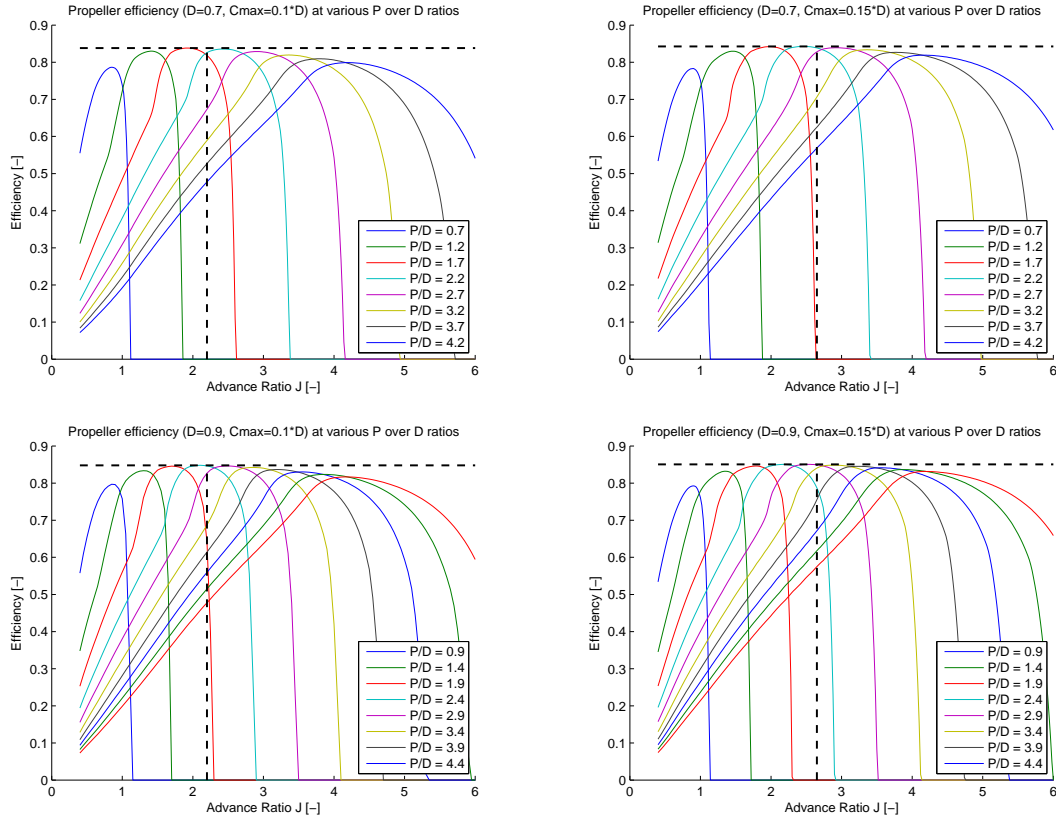 Propeller efficiency (D=0.7, Cmax=0.1*D) at various P over D ratios
0.9
0.8
0.7
0.6
0.5
0.4
0.3
0.2
0.1
0
Efficiency [-]
0 1 2 3 4 5 6
Advance Ratio J [-]
P/D = 0.7
P/D = 1.2
P/D = 1.7
P/D = 2.2
P/D = 2.7
P/D = 3.2
P/D = 3.7
P/D = 4.2
Propeller efficiency (D=0.7, Cmax=0.15*D) at various P over D ratios
0.9
0.8
0.7
0.6
0.5
0.4
0.3
0.2
0.1
0
Efficiency [-]
0 1 2 3 4 5 6
Advance Ratio J [-]
P/D = 0.7
P/D = 1.2
P/D = 1.7
P/D = 2.2
P/D = 2.7
P/D = 3.2
P/D = 3.7
P/D = 4.2
Propeller efficiency (D=0.9, Cmax=0.1*D) at various P over D ratios
0.9
0.8
0.7
0.6
0.5
0.4
0.3
0.2
0.1
0
Efficiency [-]
0 1 2 3 4 5 6
Advance Ratio J [-]
P/D = 0.9
P/D = 1.4
P/D = 1.9
P/D = 2.4
P/D = 2.9
P/D = 3.4
P/D = 3.9
P/D = 4.4
Propeller efficiency (D=0.9, Cmax=0.15*D) at various P over D ratios
0.9
0.8
0.7
0.6
0.5
0.4
0.3
0.2
0.1
0
Efficiency [-]
0 1 2 3 4 5 6
Advance Ratio J [-]
P/D = 0.9
P/D = 1.4
P/D = 1.9
P/D = 2.4
P/D = 2.9
P/D = 3.4
P/D = 3.9
P/D = 4.4